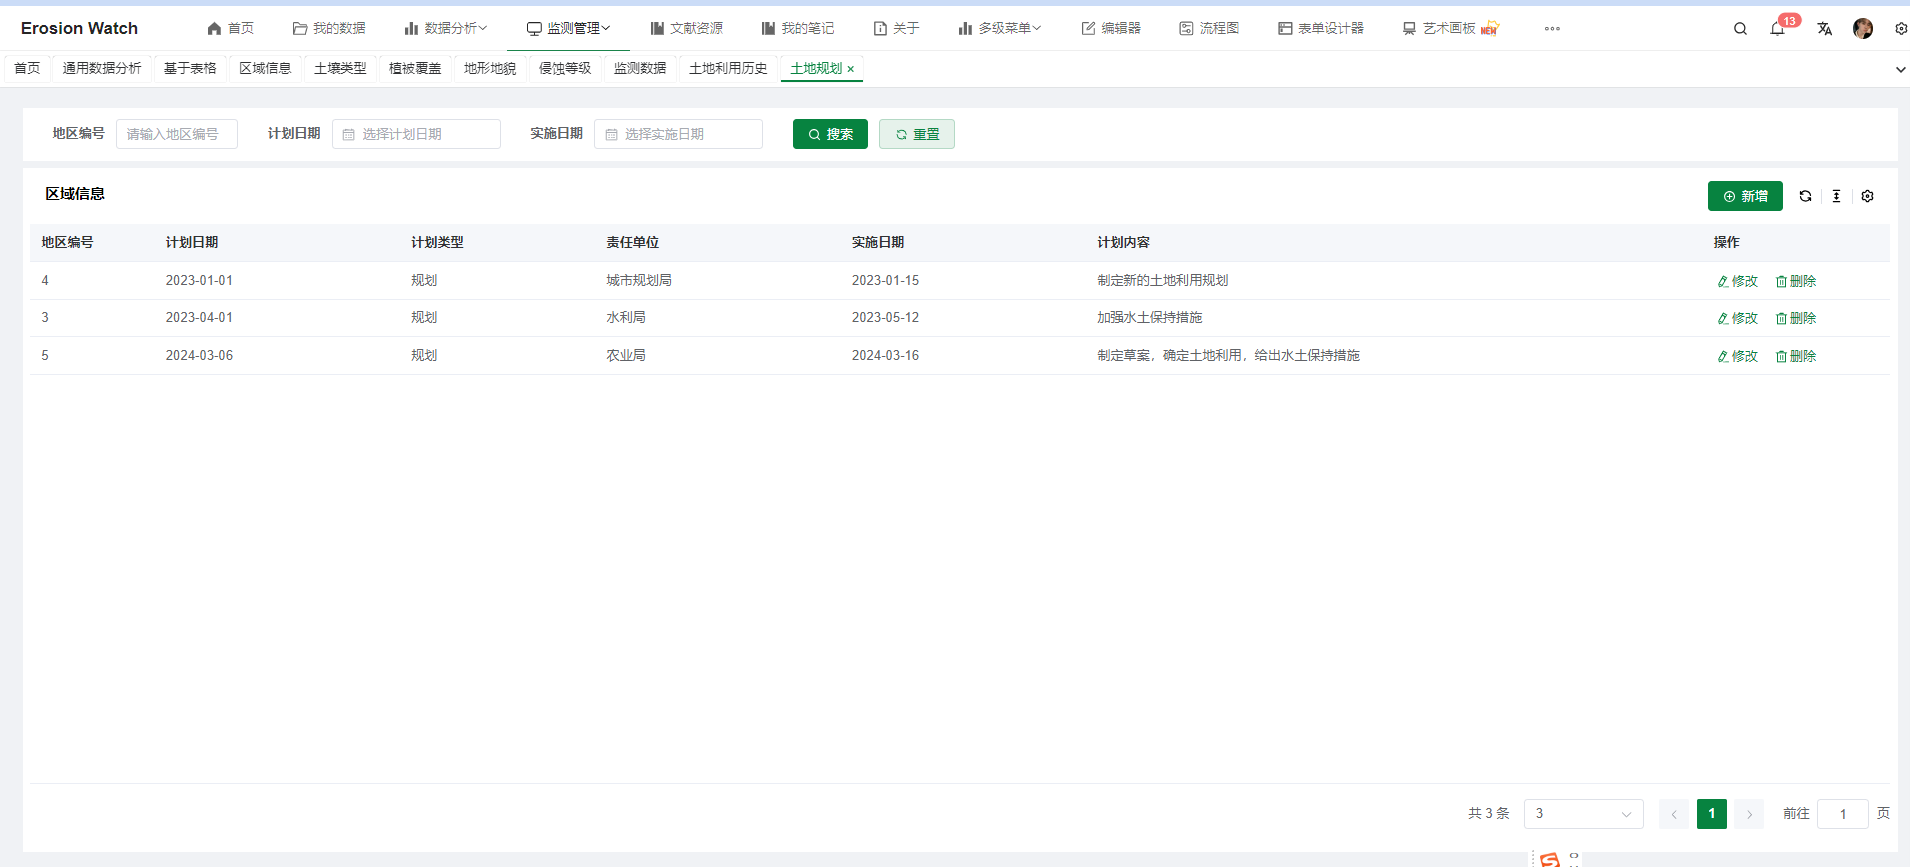 Erosion Watch 首页 我的数据 数据分析 监测管理 文献资源 我的笔记 关于 多级菜单 编辑器 流程图 表单设计器 艺术画板 NEW 13
首页 通用数据分析 基于表格 区域信息 土壤类型 植被覆盖 地形地貌 侵蚀等级 监测数据 土地利用历史 土地规划 ×
地区编号 请输入地区编号 计划日期 选择计划日期 实施日期 选择实施日期 搜索 重置
区域信息 新增
地区编号 计划日期 计划类型 责任单位 实施日期 计划内容 操作
4 2023-01-01 规划 城市规划局 2023-01-15 制定新的土地利用规划 修改 删除
3 2023-04-01 规划 水利局 2023-05-12 加强水土保持措施 修改 删除
5 2024-03-06 规划 农业局 2024-03-16 制定草案，确定土地利用，给出水土保持措施 修改 删除
共 3 条 3 1 前往 1 页